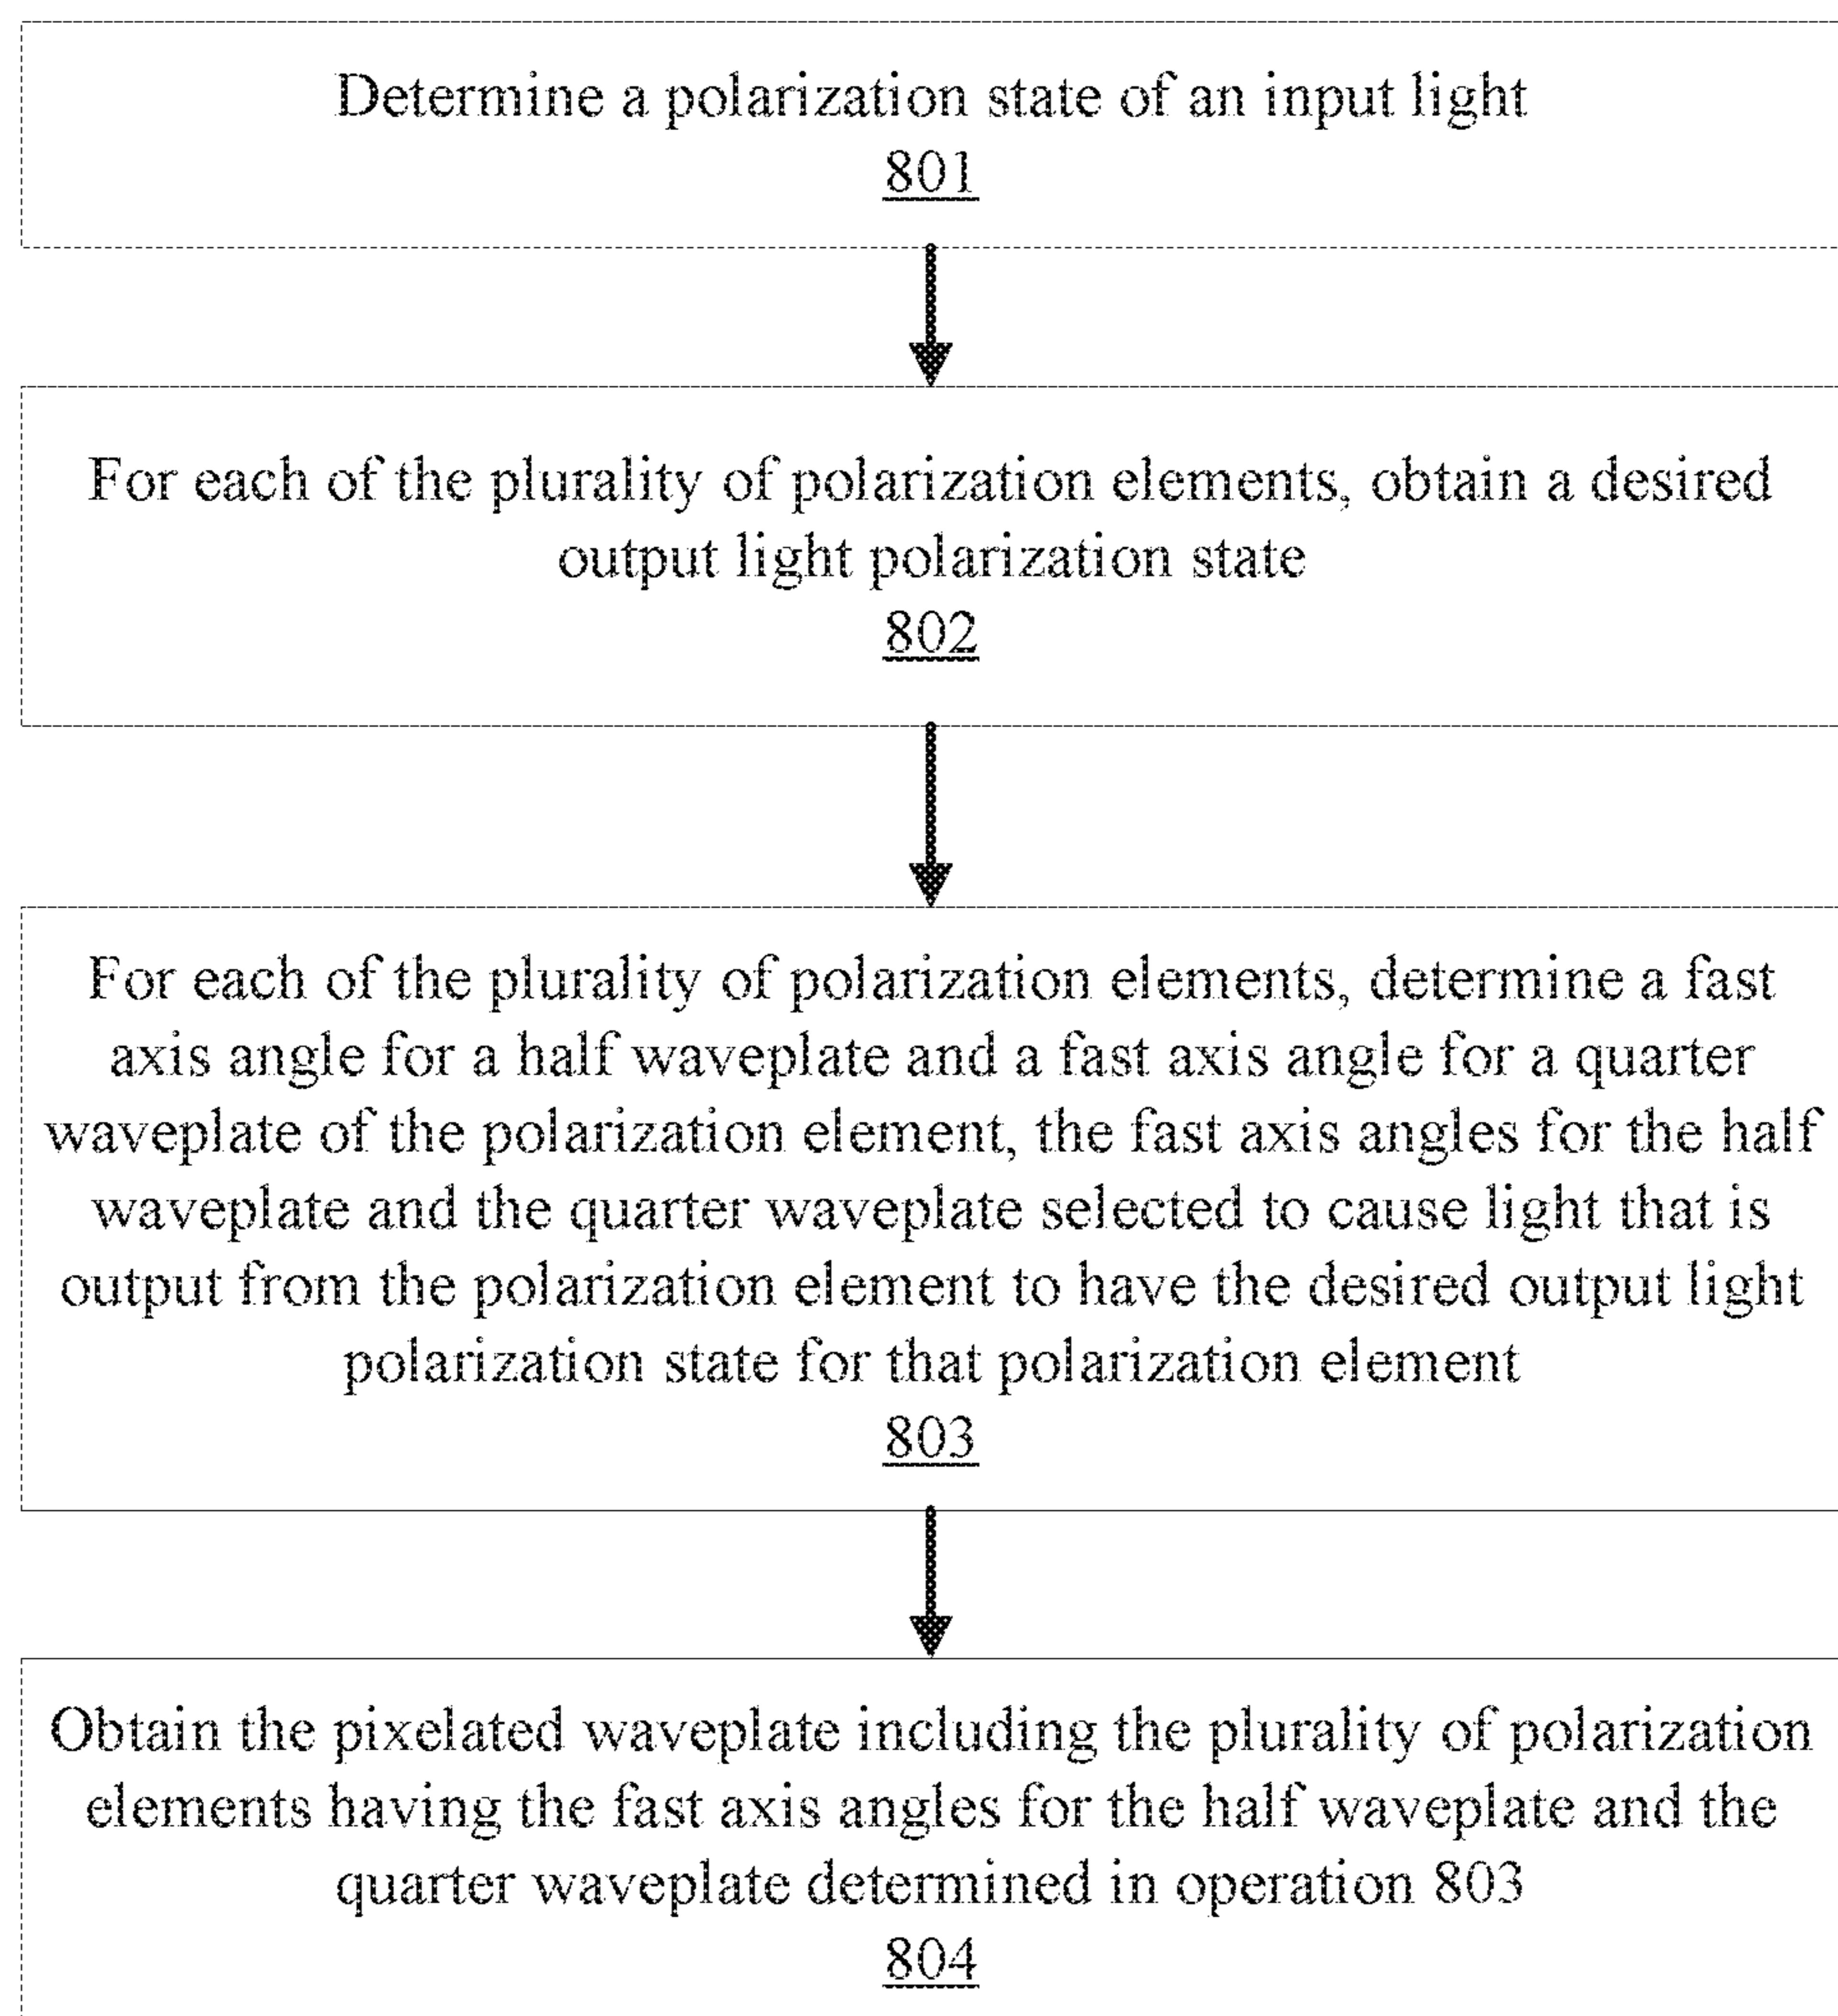 Determine a polarization state of an input light
801
For each of the plurality of polarization elements, obtain a desired
output light polarization state
802
For each of the plurality of polarization elements, determine a fast
axis angle for a half waveplate and a fast axis angle for a quarter
waveplate of the polarization element, the fast axis angles for the half
waveplate and the quarter waveplate selected to cause light that is
output from the polarization element to have the desired output light
polarization state for that polarization element
803
Obtain the pixelated waveplate including the plurality of polarization
elements having the fast axis angles for the half waveplate and the
quarter waveplate determined in operation 803
804